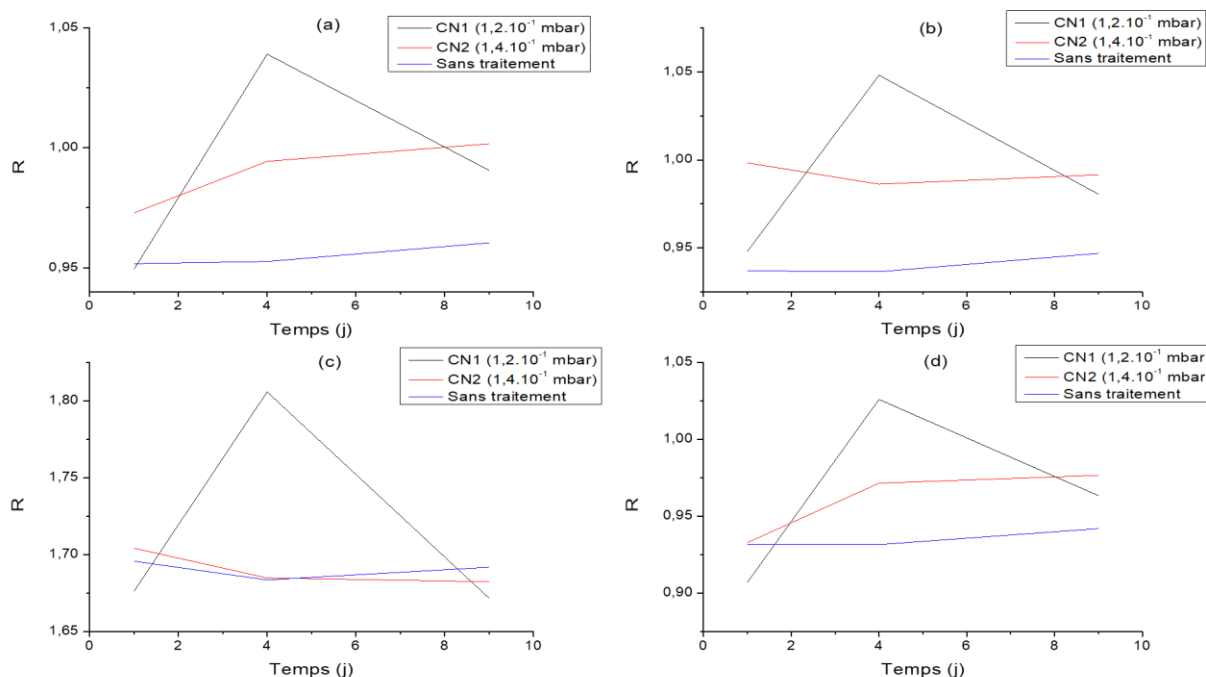 (a)
CN1 (1,2.10⁻¹ mbar)
CN2 (1,4.10⁻¹ mbar)
Sans traitement
1,05
1,00
0,95
R
0
2
4
6
8
10
Temps (j)
(b)
CN1 (1,2.10⁻¹ mbar)
CN2 (1,4.10⁻¹ mbar)
Sans traitement
1,05
1,00
0,95
R
0
2
4
6
8
10
Temps (j)
(c)
CN1 (1,2.10⁻¹ mbar)
CN2 (1,4.10⁻¹ mbar)
Sans traitement
1,80
1,75
1,70
1,65
R
0
2
4
6
8
10
Temps (j)
(d)
CN1 (1,2.10⁻¹ mbar)
CN2 (1,4.10⁻¹ mbar)
Sans traitement
1,05
1,00
0,95
0,90
R
0
2
4
6
8
10
Temps (j)